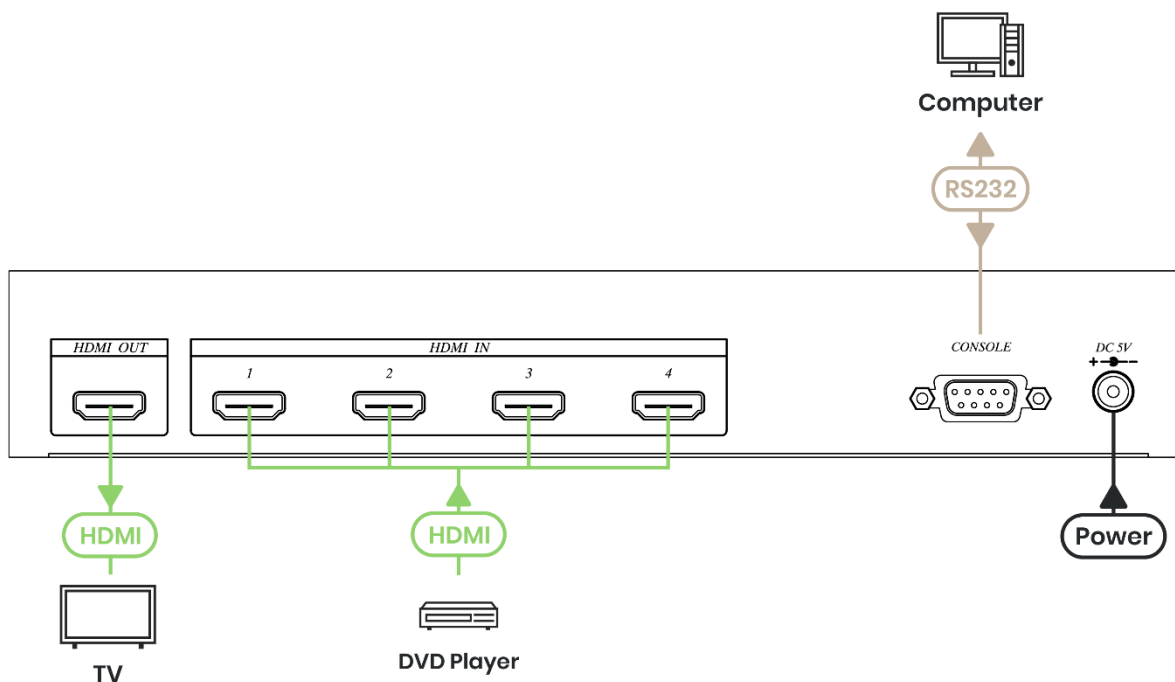 Computer
RS232
HDMI OUT
HDMI IN
1
2
3
4
CONSOLE
DC 5V
+ -
HDMI
HDMI
Power
TV
DVD Player